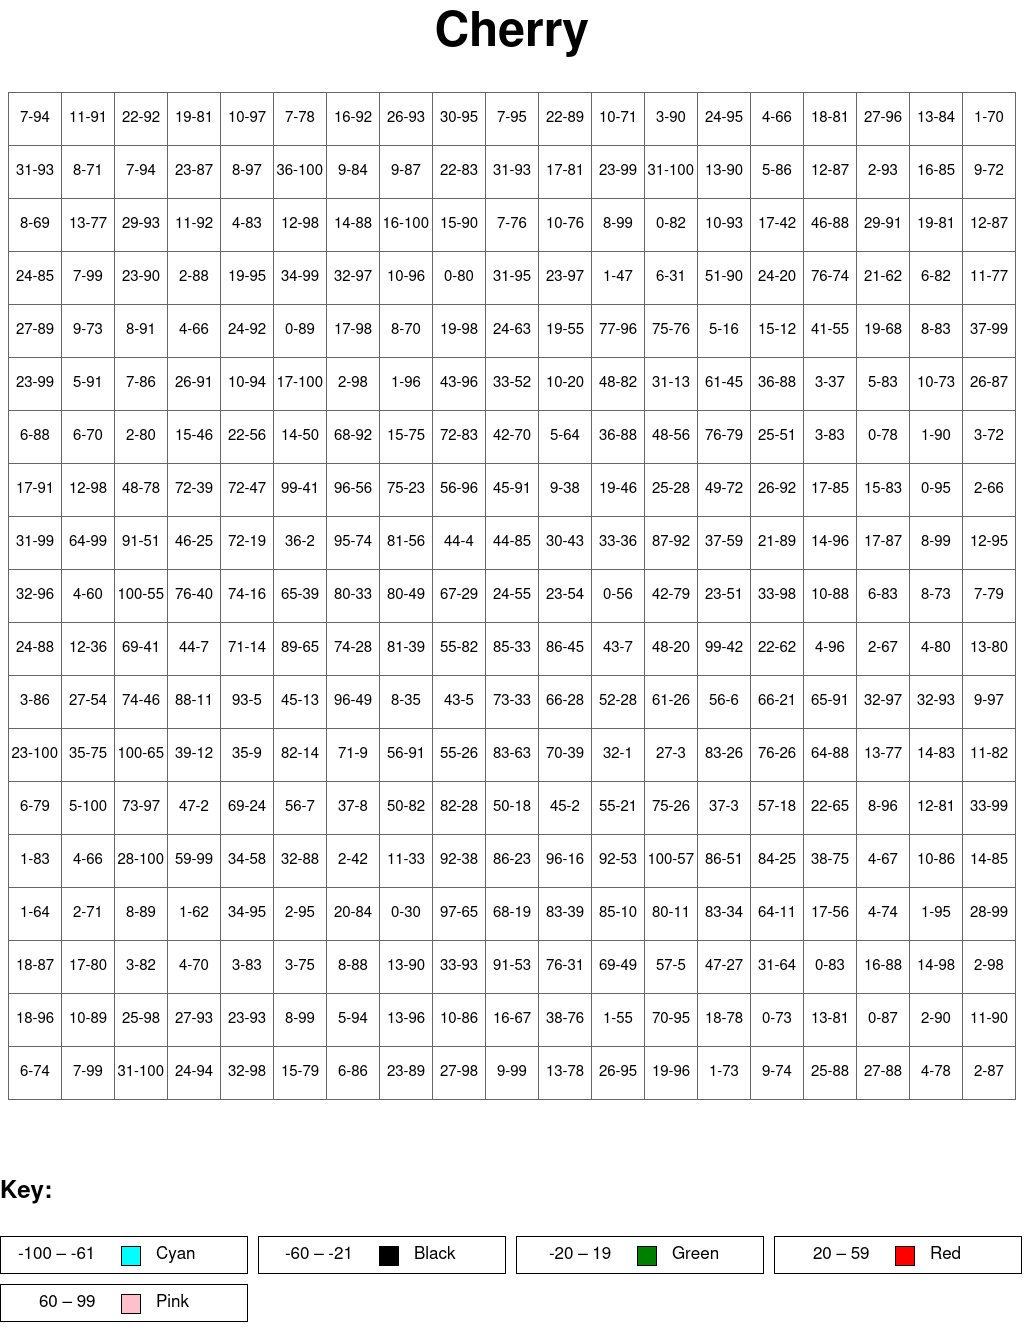 Cherry
7-94 11-91 22-92 19-81 10-97 7-78 16-92 26-93 30-95 7-95 22-89 10-71 3-90 24-95 4-66 18-81 27-96 13-84 1-70
31-93 8-71 7-94 23-87 8-97 36-100 9-84 9-87 22-83 31-93 17-81 23-99 31-100 13-90 5-86 12-87 2-93 16-85 9-72
8-69 13-77 29-93 11-92 4-83 12-98 14-88 16-100 15-90 7-76 10-76 8-99 0-82 10-93 17-42 46-88 29-91 19-81 12-87
24-85 7-99 23-90 2-88 19-95 34-99 32-97 10-96 0-80 31-95 23-97 1-47 6-31 51-90 24-20 76-74 21-62 6-82 11-77
27-89 9-73 8-91 4-66 24-92 0-89 17-98 8-70 19-98 24-63 19-55 77-96 75-76 5-16 15-12 41-55 19-68 8-83 37-99
23-99 5-91 7-86 26-91 10-94 17-100 2-98 1-96 43-96 33-52 10-20 48-82 31-13 61-45 36-88 3-37 5-83 10-73 26-87
6-88 6-70 2-80 15-46 22-56 14-50 68-92 15-75 72-83 42-70 5-64 36-88 48-56 76-79 25-51 3-83 0-78 1-90 3-72
17-91 12-98 48-78 72-39 72-47 99-41 96-56 75-23 56-96 45-91 9-38 19-46 25-28 49-72 26-92 17-85 15-83 0-95 2-66
31-99 64-99 91-51 46-25 72-19 36-2 95-74 81-56 44-4 44-85 30-43 33-36 87-92 37-59 21-89 14-96 17-87 8-99 12-95
32-96 4-60 100-55 76-40 74-16 65-39 80-33 80-49 67-29 24-55 23-54 0-56 42-79 23-51 33-98 10-88 6-83 8-73 7-79
24-88 12-36 69-41 44-7 71-14 89-65 74-28 81-39 55-82 85-33 86-45 43-7 48-20 99-42 22-62 4-96 2-67 4-80 13-80
3-86 27-54 74-46 88-11 93-5 45-13 96-49 8-35 43-5 73-33 66-28 52-28 61-26 56-6 66-21 65-91 32-97 32-93 9-97
23-100 35-75 100-65 39-12 35-9 82-14 71-9 56-91 55-26 83-63 70-39 32-1 27-3 83-26 76-26 64-88 13-77 14-83 11-82
6-79 5-100 73-97 47-2 69-24 56-7 37-8 50-82 82-28 50-18 45-2 55-21 75-26 37-3 57-18 22-65 8-96 12-81 33-99
1-83 4-66 28-100 59-99 34-58 32-88 2-42 11-33 92-38 86-23 96-16 92-53 100-57 86-51 84-25 38-75 4-67 10-86 14-85
1-64 2-71 8-89 1-62 34-95 2-95 20-84 0-30 97-65 68-19 83-39 85-10 80-11 83-34 64-11 17-56 4-74 1-95 28-99
18-87 17-80 3-82 4-70 3-83 3-75 8-88 13-90 33-93 91-53 76-31 69-49 57-5 47-27 31-64 0-83 16-88 14-98 2-98
18-96 10-89 25-98 27-93 23-93 8-99 5-94 13-96 10-86 16-67 38-76 1-55 70-95 18-78 0-73 13-81 0-87 2-90 11-90
6-74 7-99 31-100 24-94 32-98 15-79 6-86 23-89 27-98 9-99 13-78 26-95 19-96 1-73 9-74 25-88 27-88 4-78 2-87
Key:
-100 – -61 Cyan -60 – -21 Black -20 – 19 Green 20 – 59 Red
60 – 99 Pink